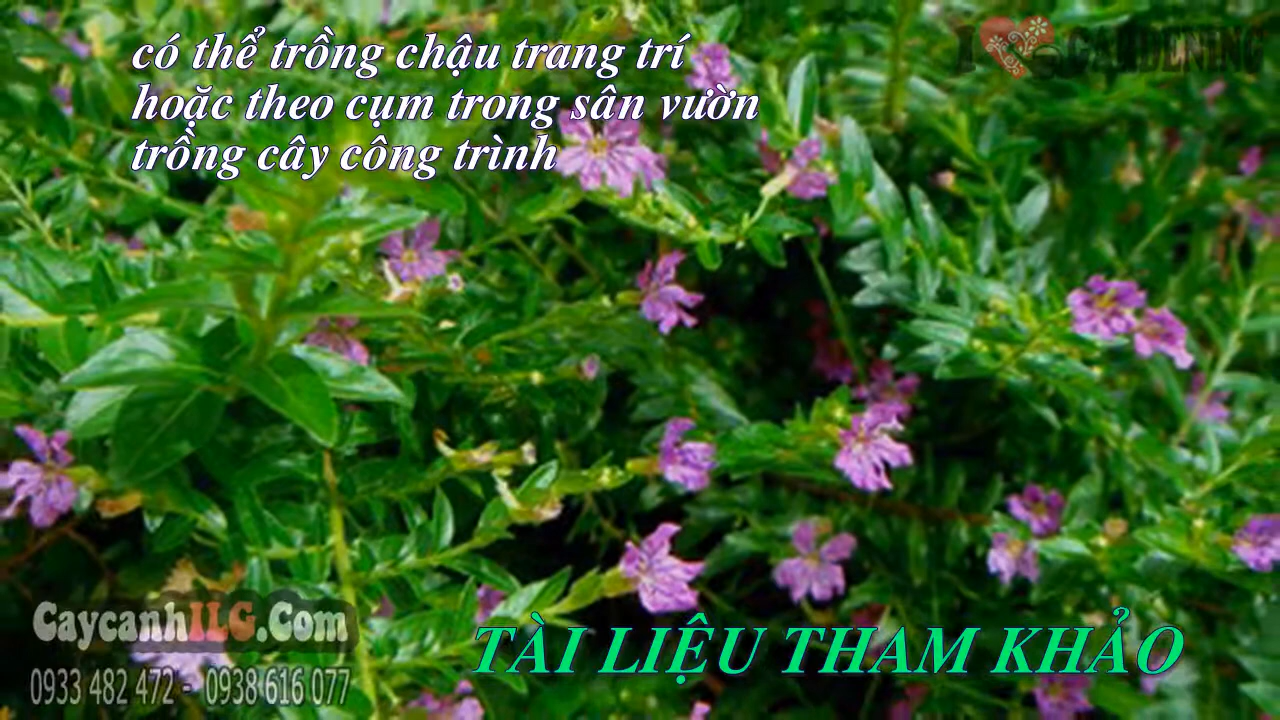 có thể trồng chậu trang trí
hoặc theo cụm trong sân vườn
trồng cây công trình
I GARDENING
CaycanhILG.Com
0933 482 472 - 0938 616 077
TÀI LIỆU THAM KHẢO